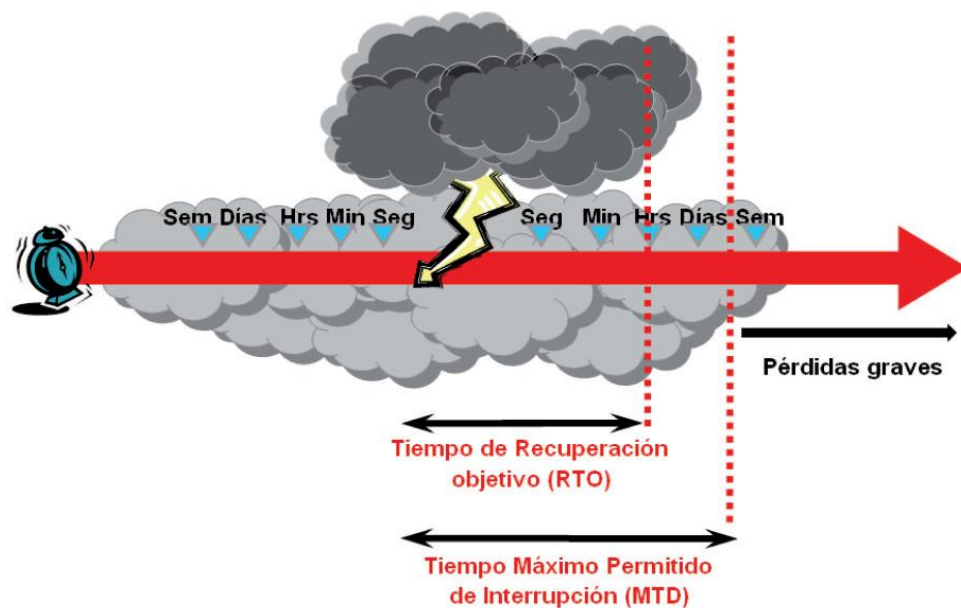 Sem Días Hrs Min Seg Seg Min Hrs Días Sem
Pérdidas graves
Tiempo de Recuperación
objetivo (RTO)
Tiempo Máximo Permitido
de Interrupción (MTD)